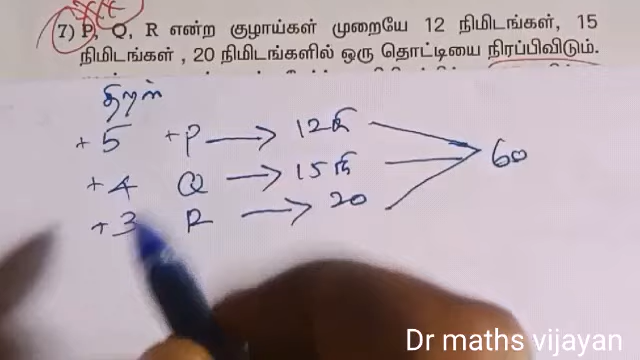 7) P, Q, R என்ற குழாய்கள் முறையே 12 நிமிடங்கள், 15
நிமிடங்கள் , 20 நிமிடங்களில் ஒரு தொட்டியை நிரப்பிவிடும்.
திறன்
+5 +P → 12நி
+4 Q → 15நி 60
+3 R → 20
Dr maths vijayan